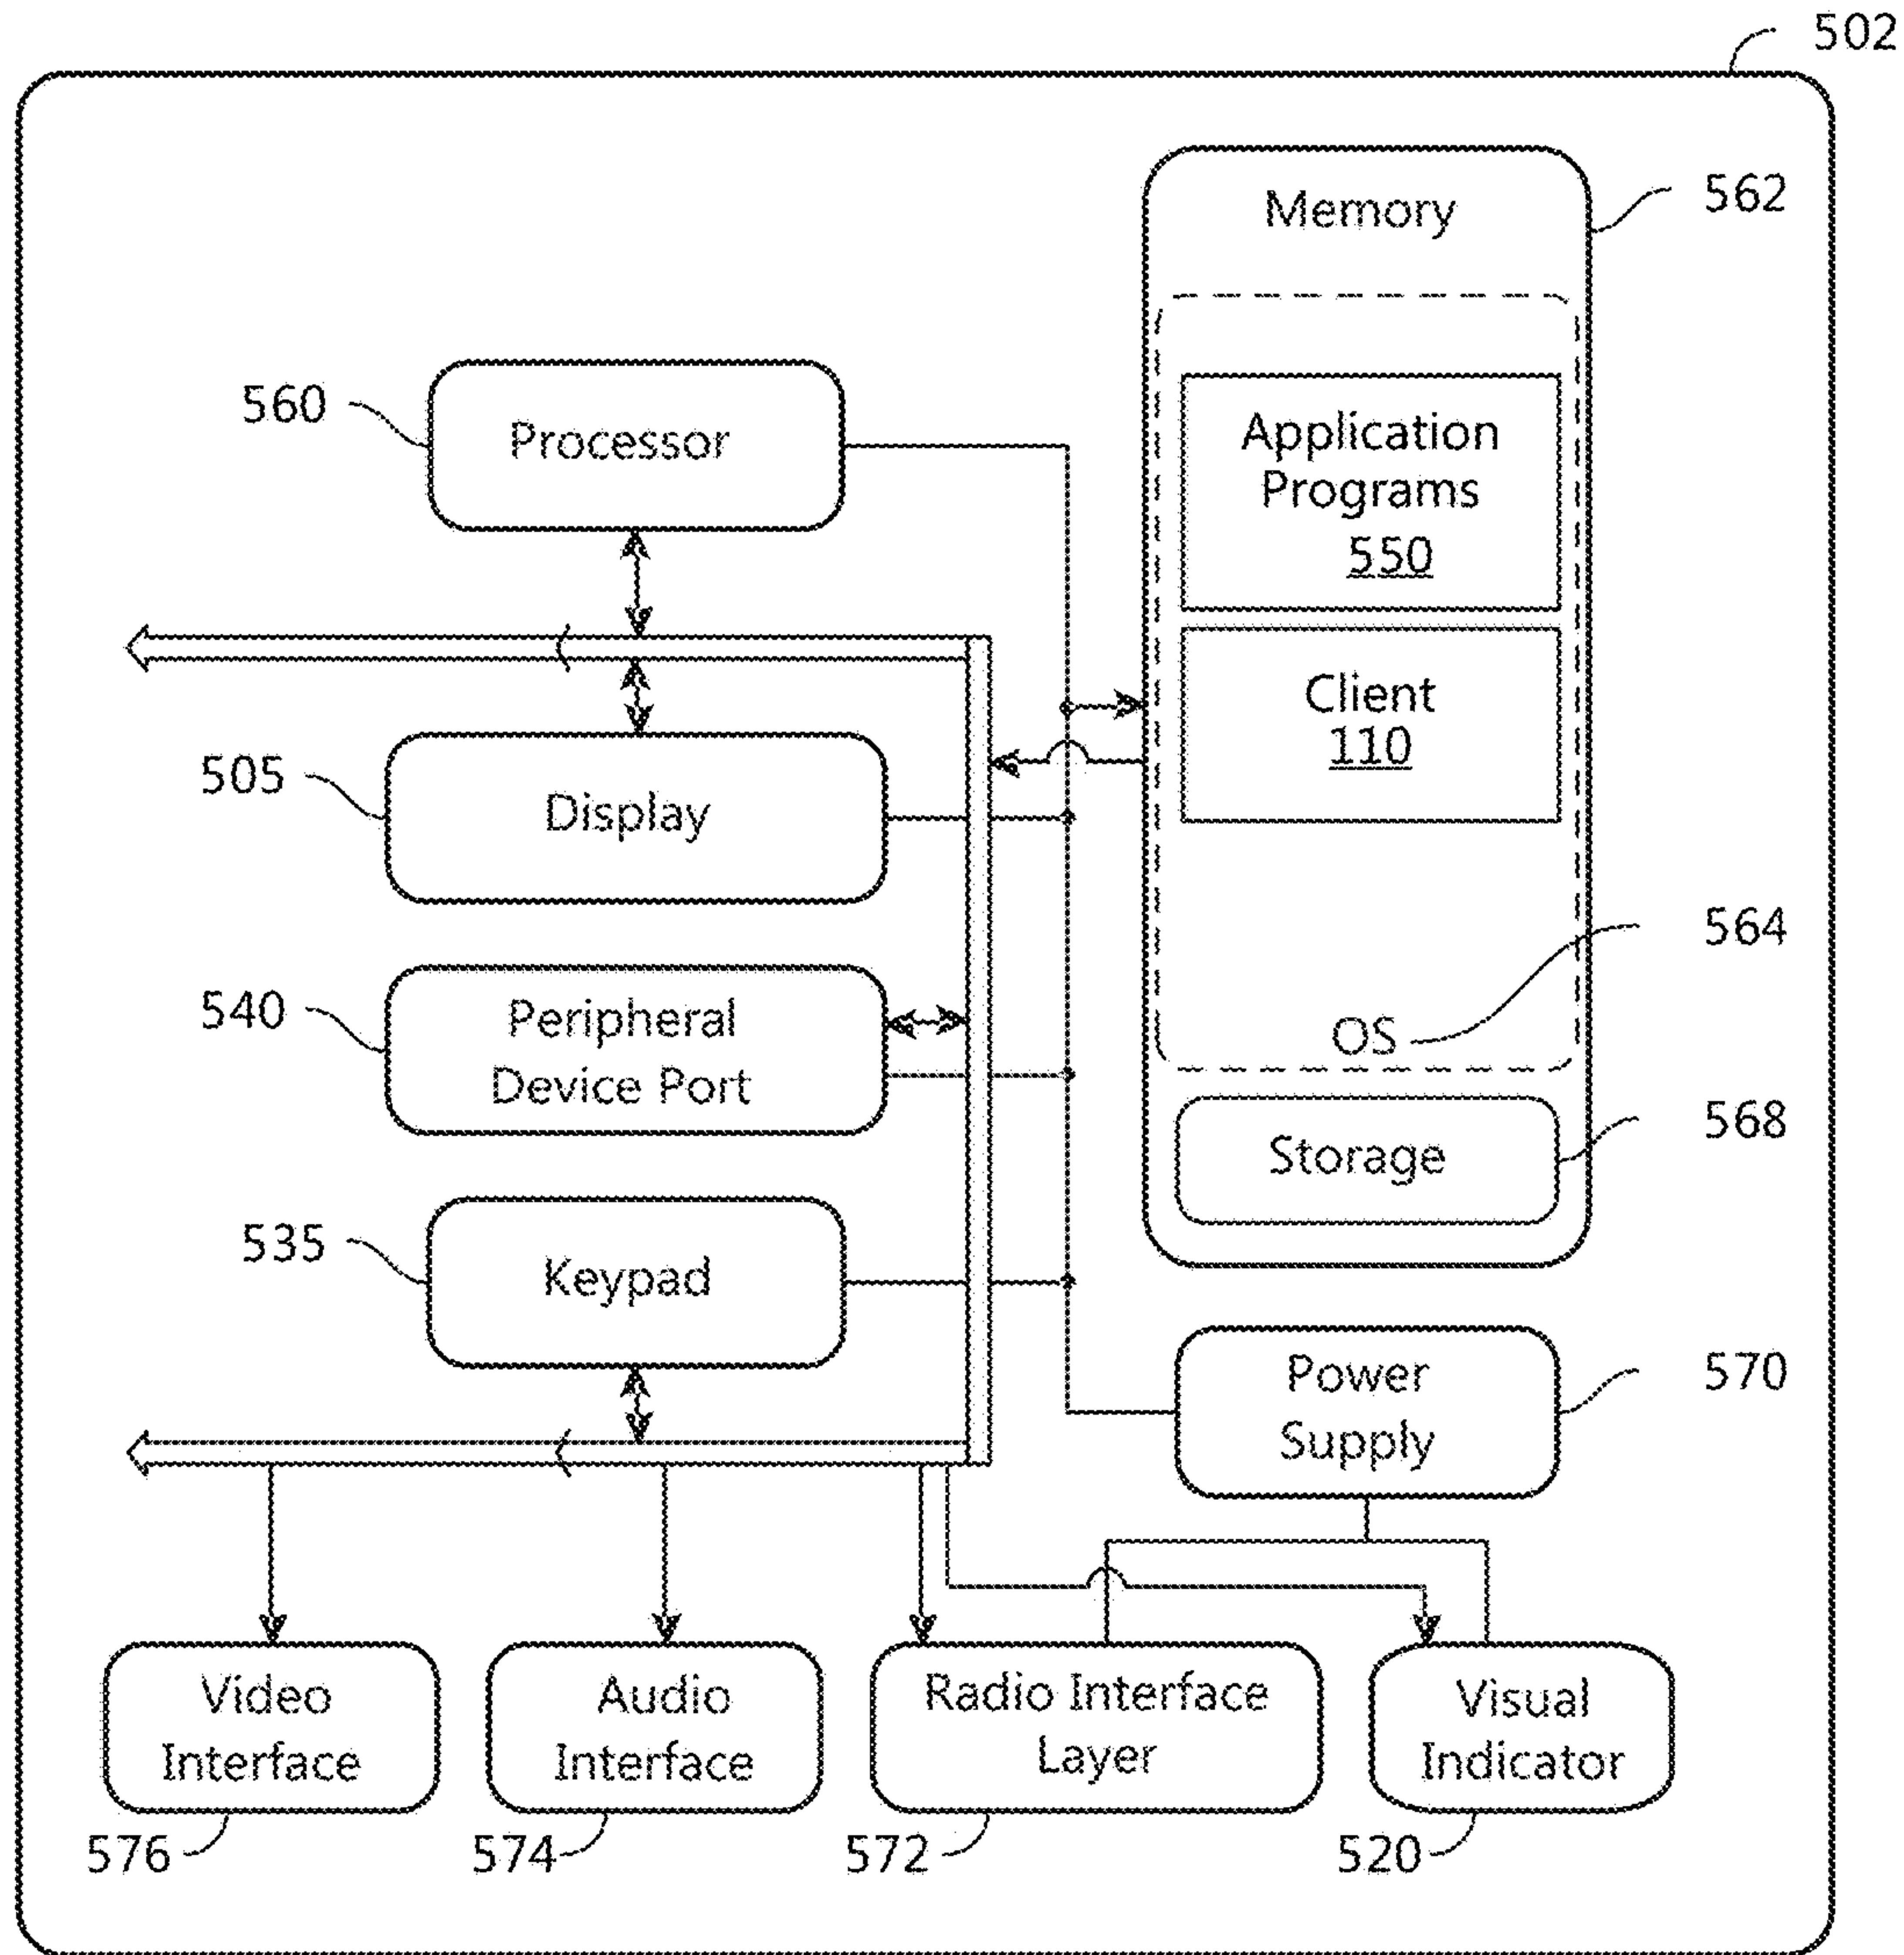 502
Memory
562
Application
Programs
550
560
Processor
Client
110
505
Display
564
540
Peripheral
Device Port
OS
568
Storage
535
Keypad
Power
Supply
570
Video
Interface
Audio
Interface
Radio Interface
Layer
Visual
Indicator
576
574
572
520